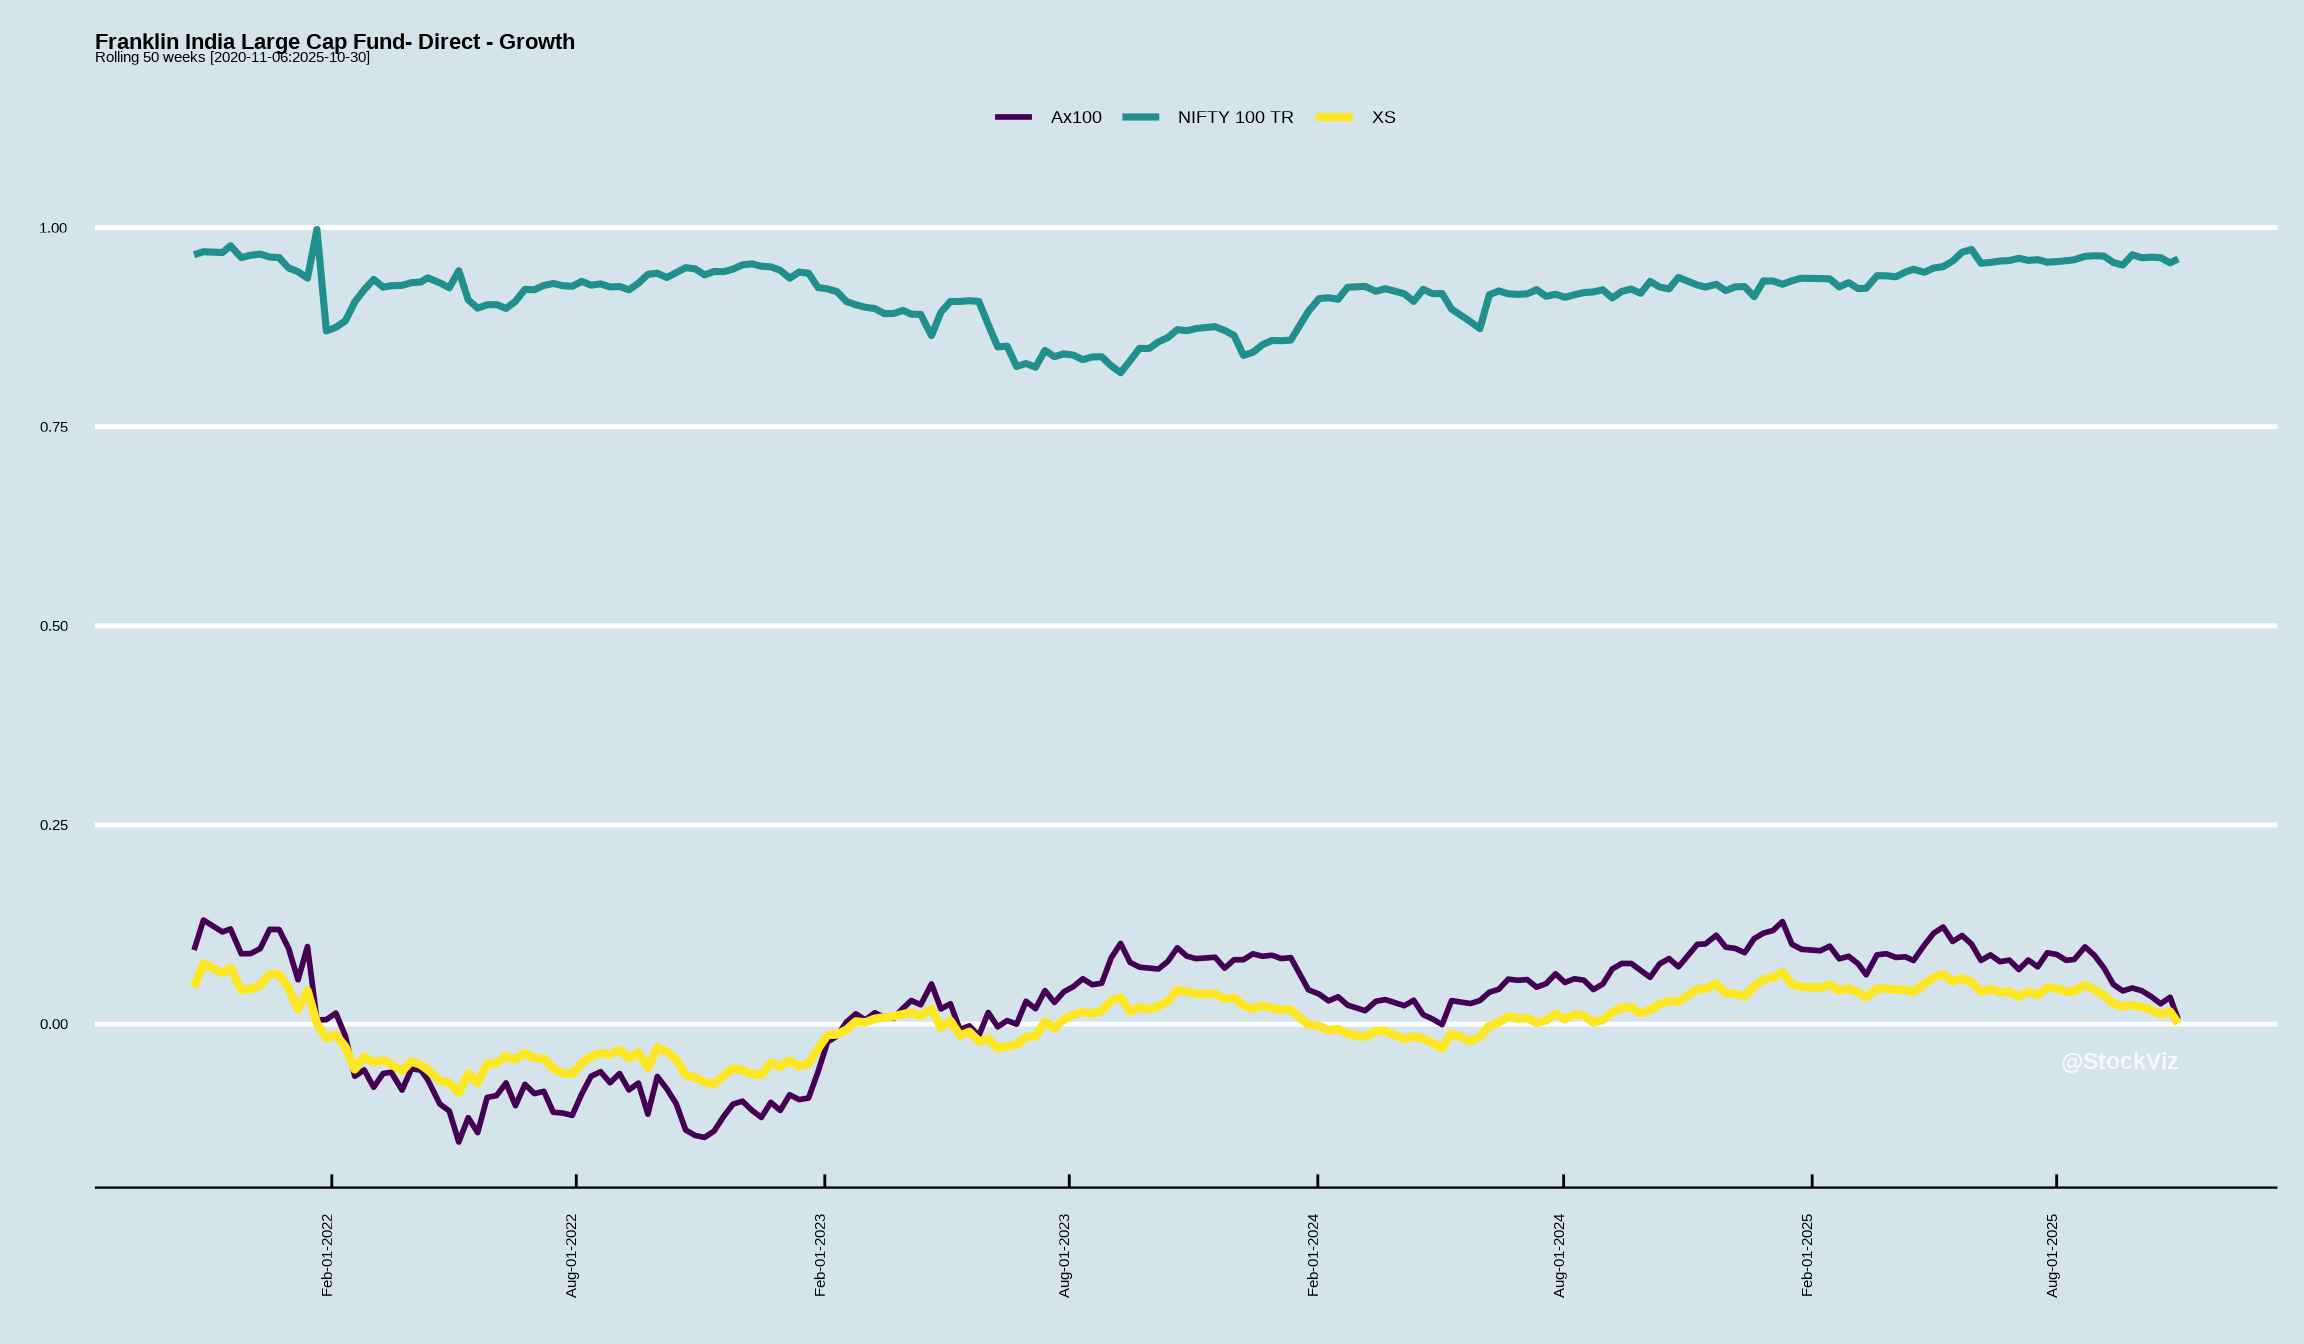 Franklin India Large Cap Fund- Direct - Growth
Rolling 50 weeks [2020-11-06:2025-10-30]
Ax100 NIFTY 100 TR XS
1.00
0.75
0.50
0.25
0.00
@StockViz
Feb-01-2022
Aug-01-2022
Feb-01-2023
Aug-01-2023
Feb-01-2024
Aug-01-2024
Feb-01-2025
Aug-01-2025